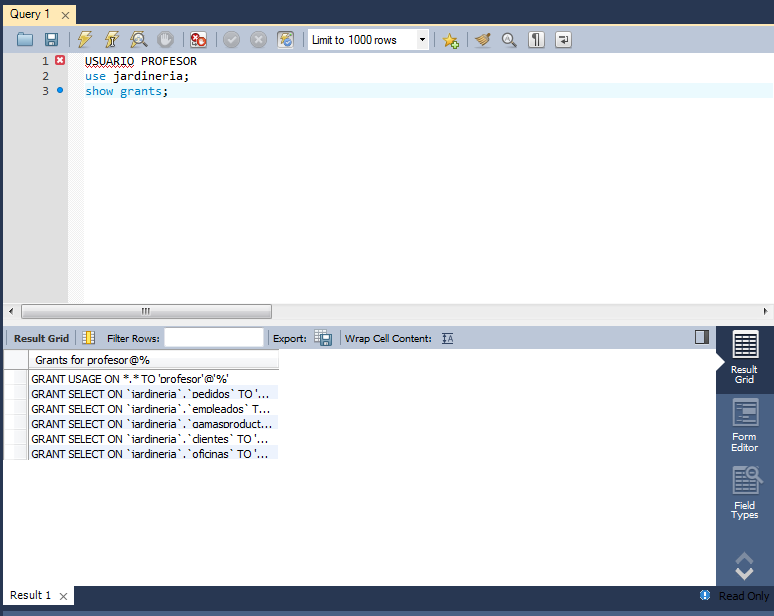 Query 1
Limit to 1000 rows
1 USUARIO PROFESOR
2 use jardineria;
3 show grants;
Result Grid Filter Rows: Export: Wrap Cell Content:
Grants for profesor@%
GRANT USAGE ON *.* TO 'profesor'@'%'
GRANT SELECT ON `jardineria`.`pedidos` TO '...
GRANT SELECT ON `jardineria`.`empleados` T...
GRANT SELECT ON `jardineria`.`gamasproduct...
GRANT SELECT ON `jardineria`.`clientes` TO '...
GRANT SELECT ON `jardineria`.`oficinas` TO '...
Result
Grid
Form
Editor
Field
Types
Result 1
Read Only